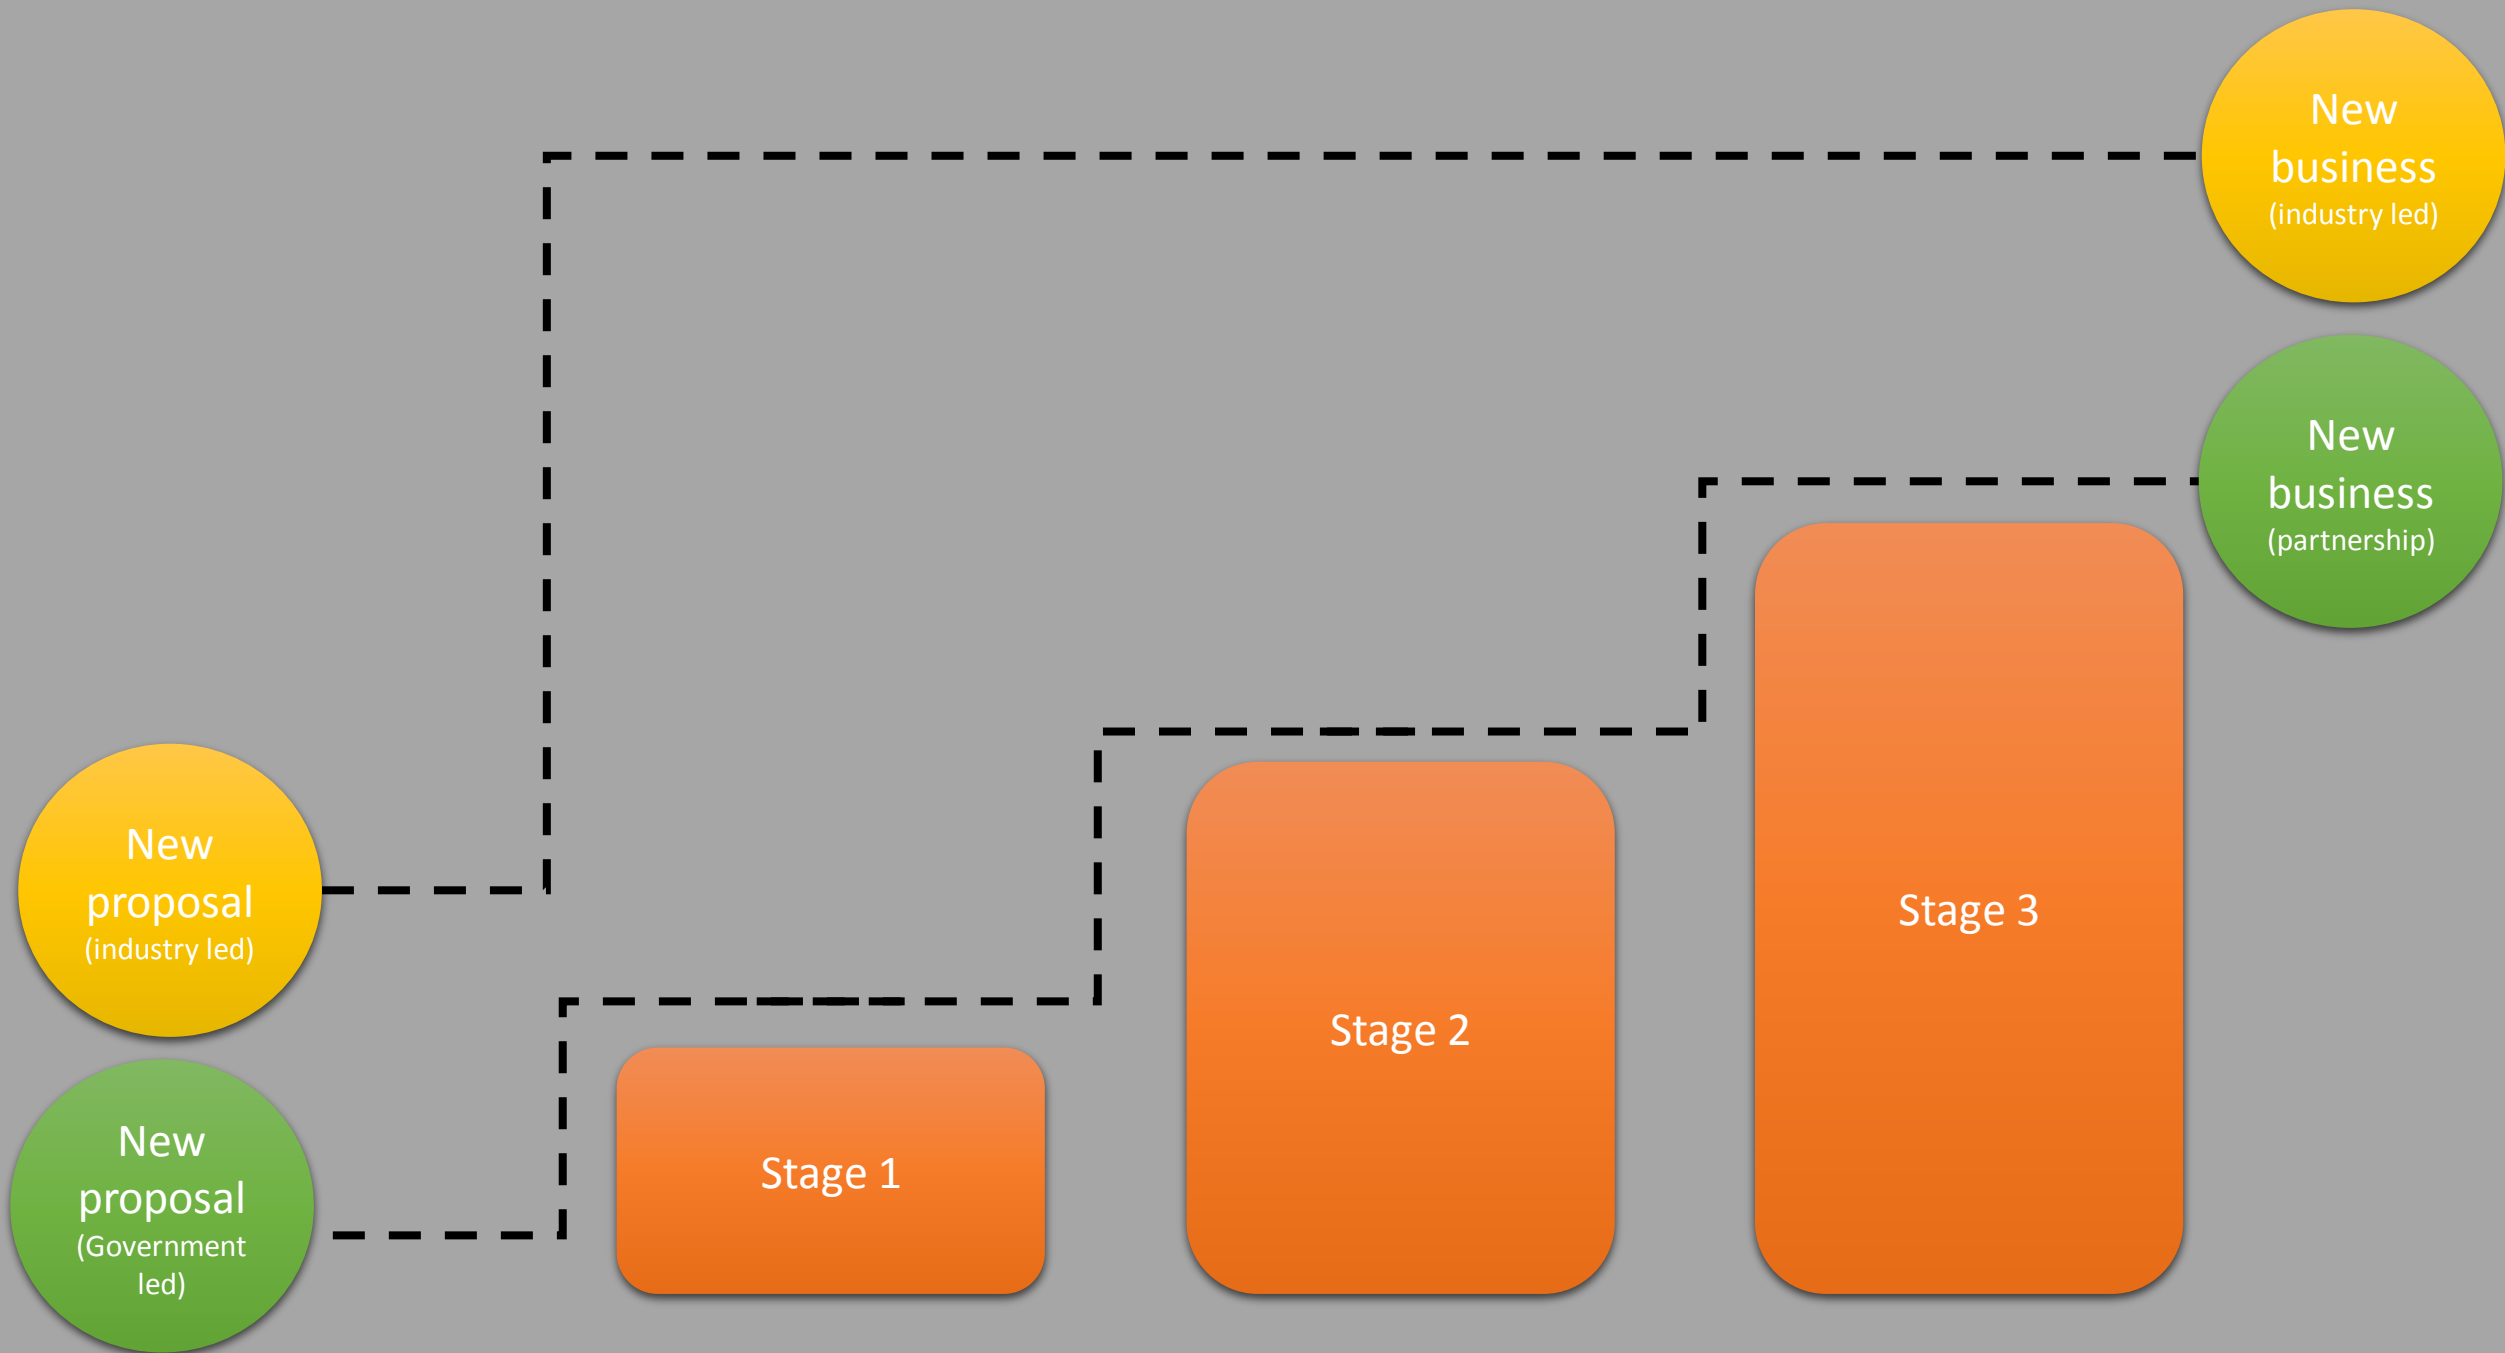 New
business
(industry led)
New
business
(partnership)
New
proposal
(industry led)
New
proposal
(Government
led)
Stage 1
Stage 2
Stage 3